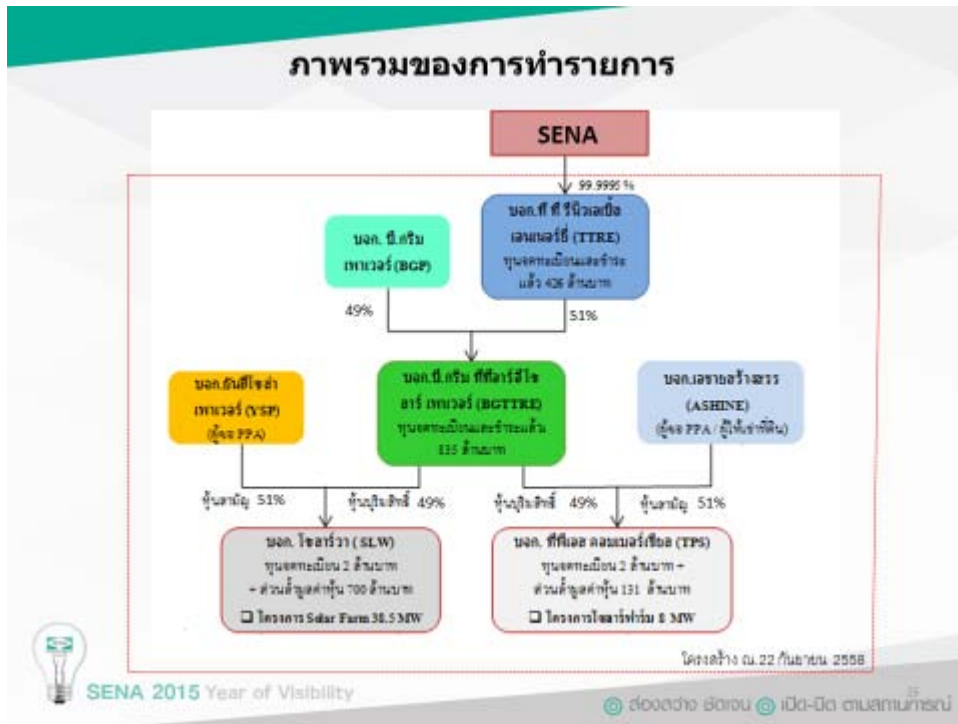 ภาพรวมของการทำรายการ
SENA
99.9995 %
บจก.ที ที รีนิวเอเบิ้ล
เอนเนอร์ยี่ (TTRE)
ทุนจดทะเบียนและชำระ
แล้ว 426 ล้านบาท
บจก. บี.กริม
เพาเวอร์ (BGP)
49%
51%
บจก.ยันฮีโซล่า
เพาเวอร์ (YSP)
(ผู้ขอ PPA)
บจก.บี.กริม ทีทีอาร์อีโซ
ลาร์ เพาเวอร์ (BGTTRE)
ทุนจดทะเบียนและชำระแล้ว
835 ล้านบาท
(ASHINE)
(ผู้ขอ PPA / ผู้ให้เช่าที่ดิน)
หุ้นสามัญ 51%
หุ้นบุริมสิทธิ์ 49%
หุ้นบุริมสิทธิ์ 49%
หุ้นสามัญ 51%
บจก. โซลาร์วา ( SLW)
ทุนจดทะเบียน 2 ล้านบาท
+ ส่วนล้ำมูลค่าหุ้น 700 ล้านบาท
❑ โครงการ Solar Farm 38.5 MW
บจก. ทีพีเอส คอมเมอร์เชียล (TPS)
ทุนจดทะเบียน 2 ล้านบาท +
ส่วนล้ำมูลค่าหุ้น 131 ล้านบาท
❑ โครงการโซลาร์ฟาร์ม 8 MW
โครงสร้าง ณ.22 กันยายน 2558
SENA 2015 Year of Visibility
ส่องสว่าง ชัดเจน เปิด-ปิด ตามสถานการณ์